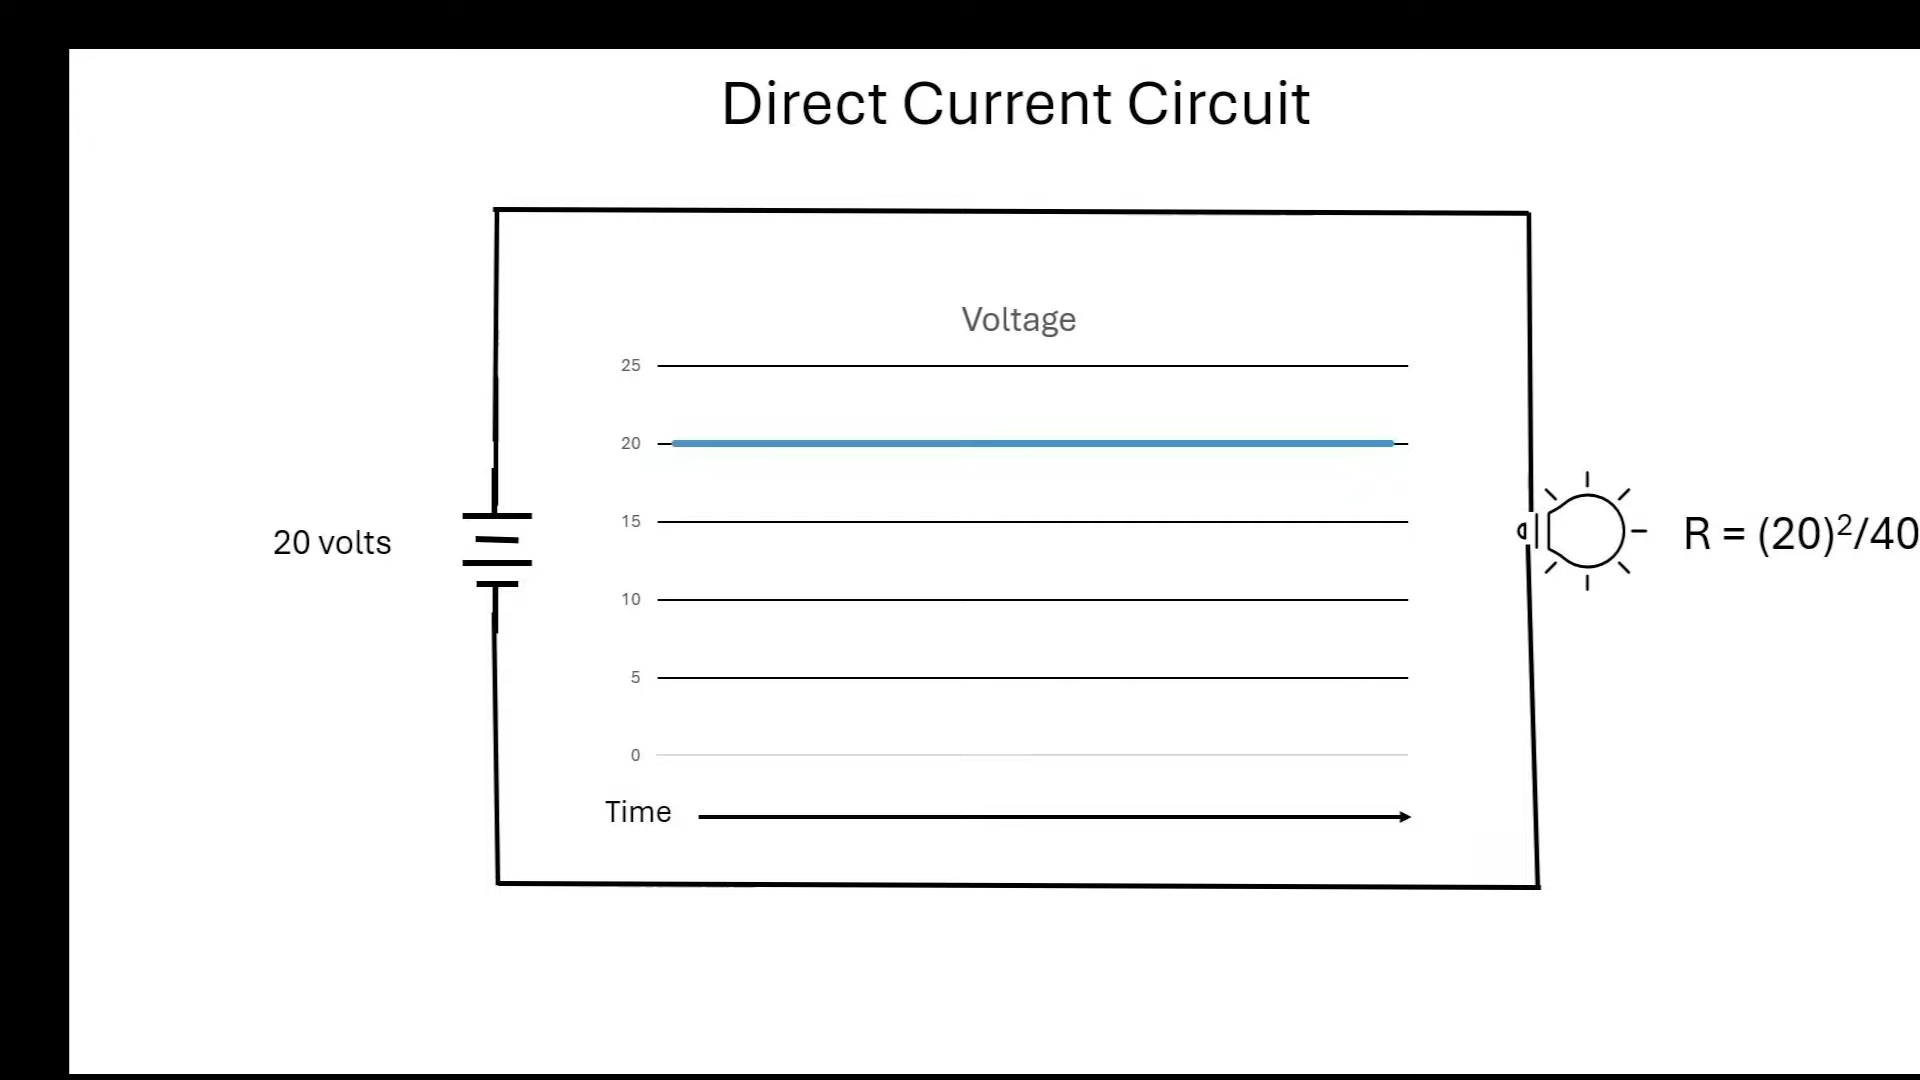 Direct Current Circuit
Voltage
25
20
15
10
5
0
Time
20 volts
R = (20)²/40